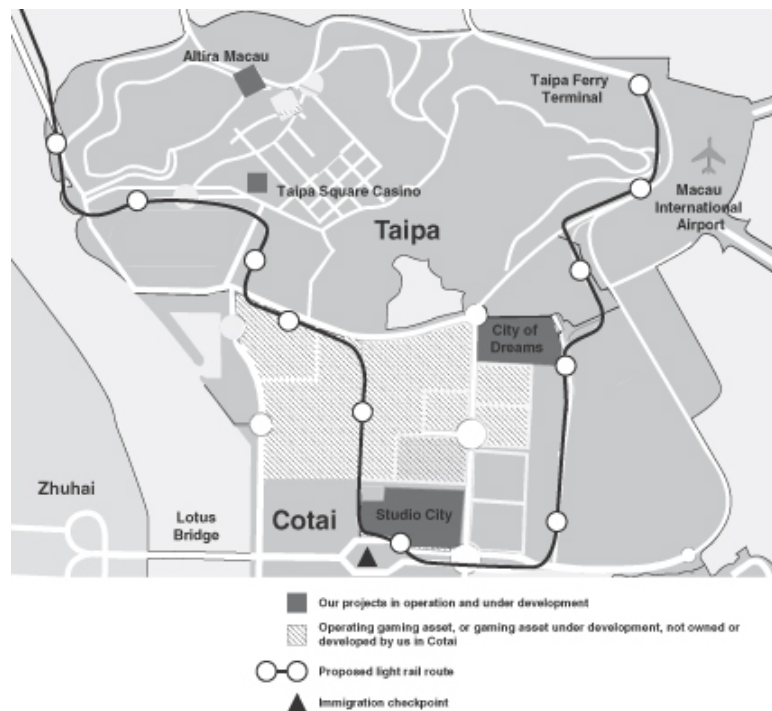 Altira Macau
Taipa Ferry
Terminal
Taipa Square Casino
Macau
International
Airport
Taipa
City of
Dreams
Zhuhai
Lotus
Bridge
Cotai
Studio City
Our projects in operation and under development
Operating gaming asset, or gaming asset under development, not owned or
developed by us in Cotai
Proposed light rail route
Immigration checkpoint